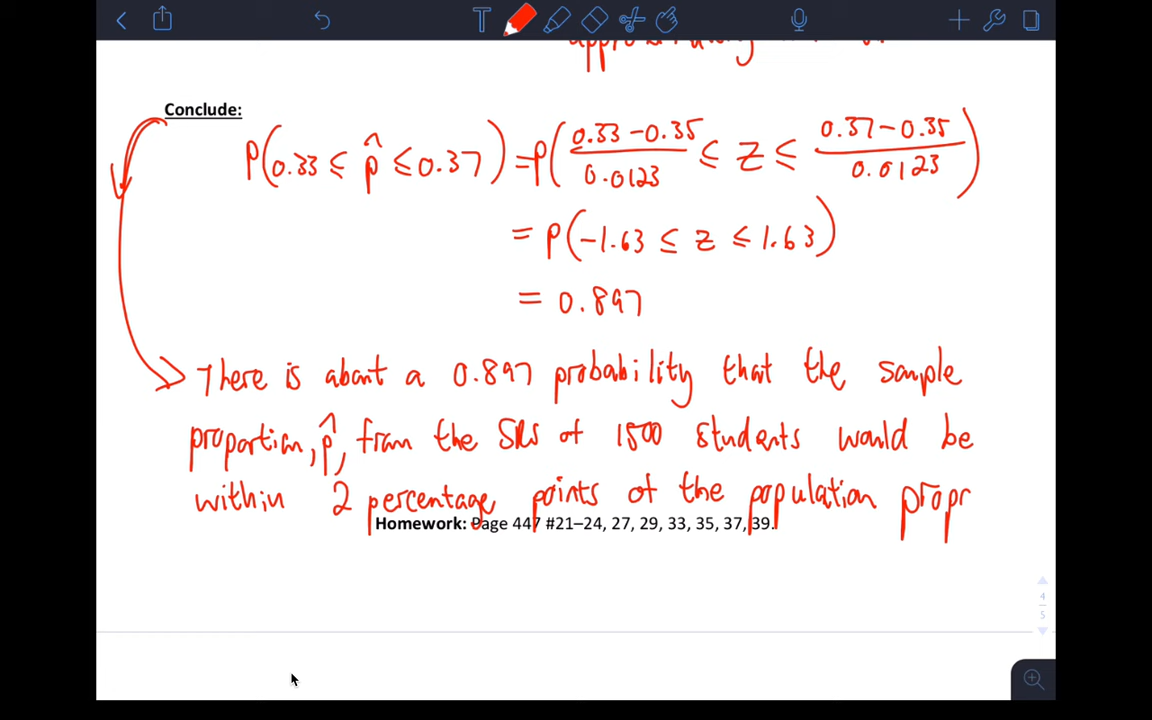 Conclude:
P(0.33 ≤ p̂ ≤ 0.37) = P( (0.33 - 0.35)/0.0123 ≤ Z ≤ (0.37 - 0.35)/0.0123 )
= P(-1.63 ≤ Z ≤ 1.63)
= 0.897
There is about a 0.897 probability that the sample
proportion, p̂, from the SRS of 1500 students would be
within 2 percentage points of the population propr
Homework: Page 447 #21–24, 27, 29, 33, 35, 37, 39.
4
5